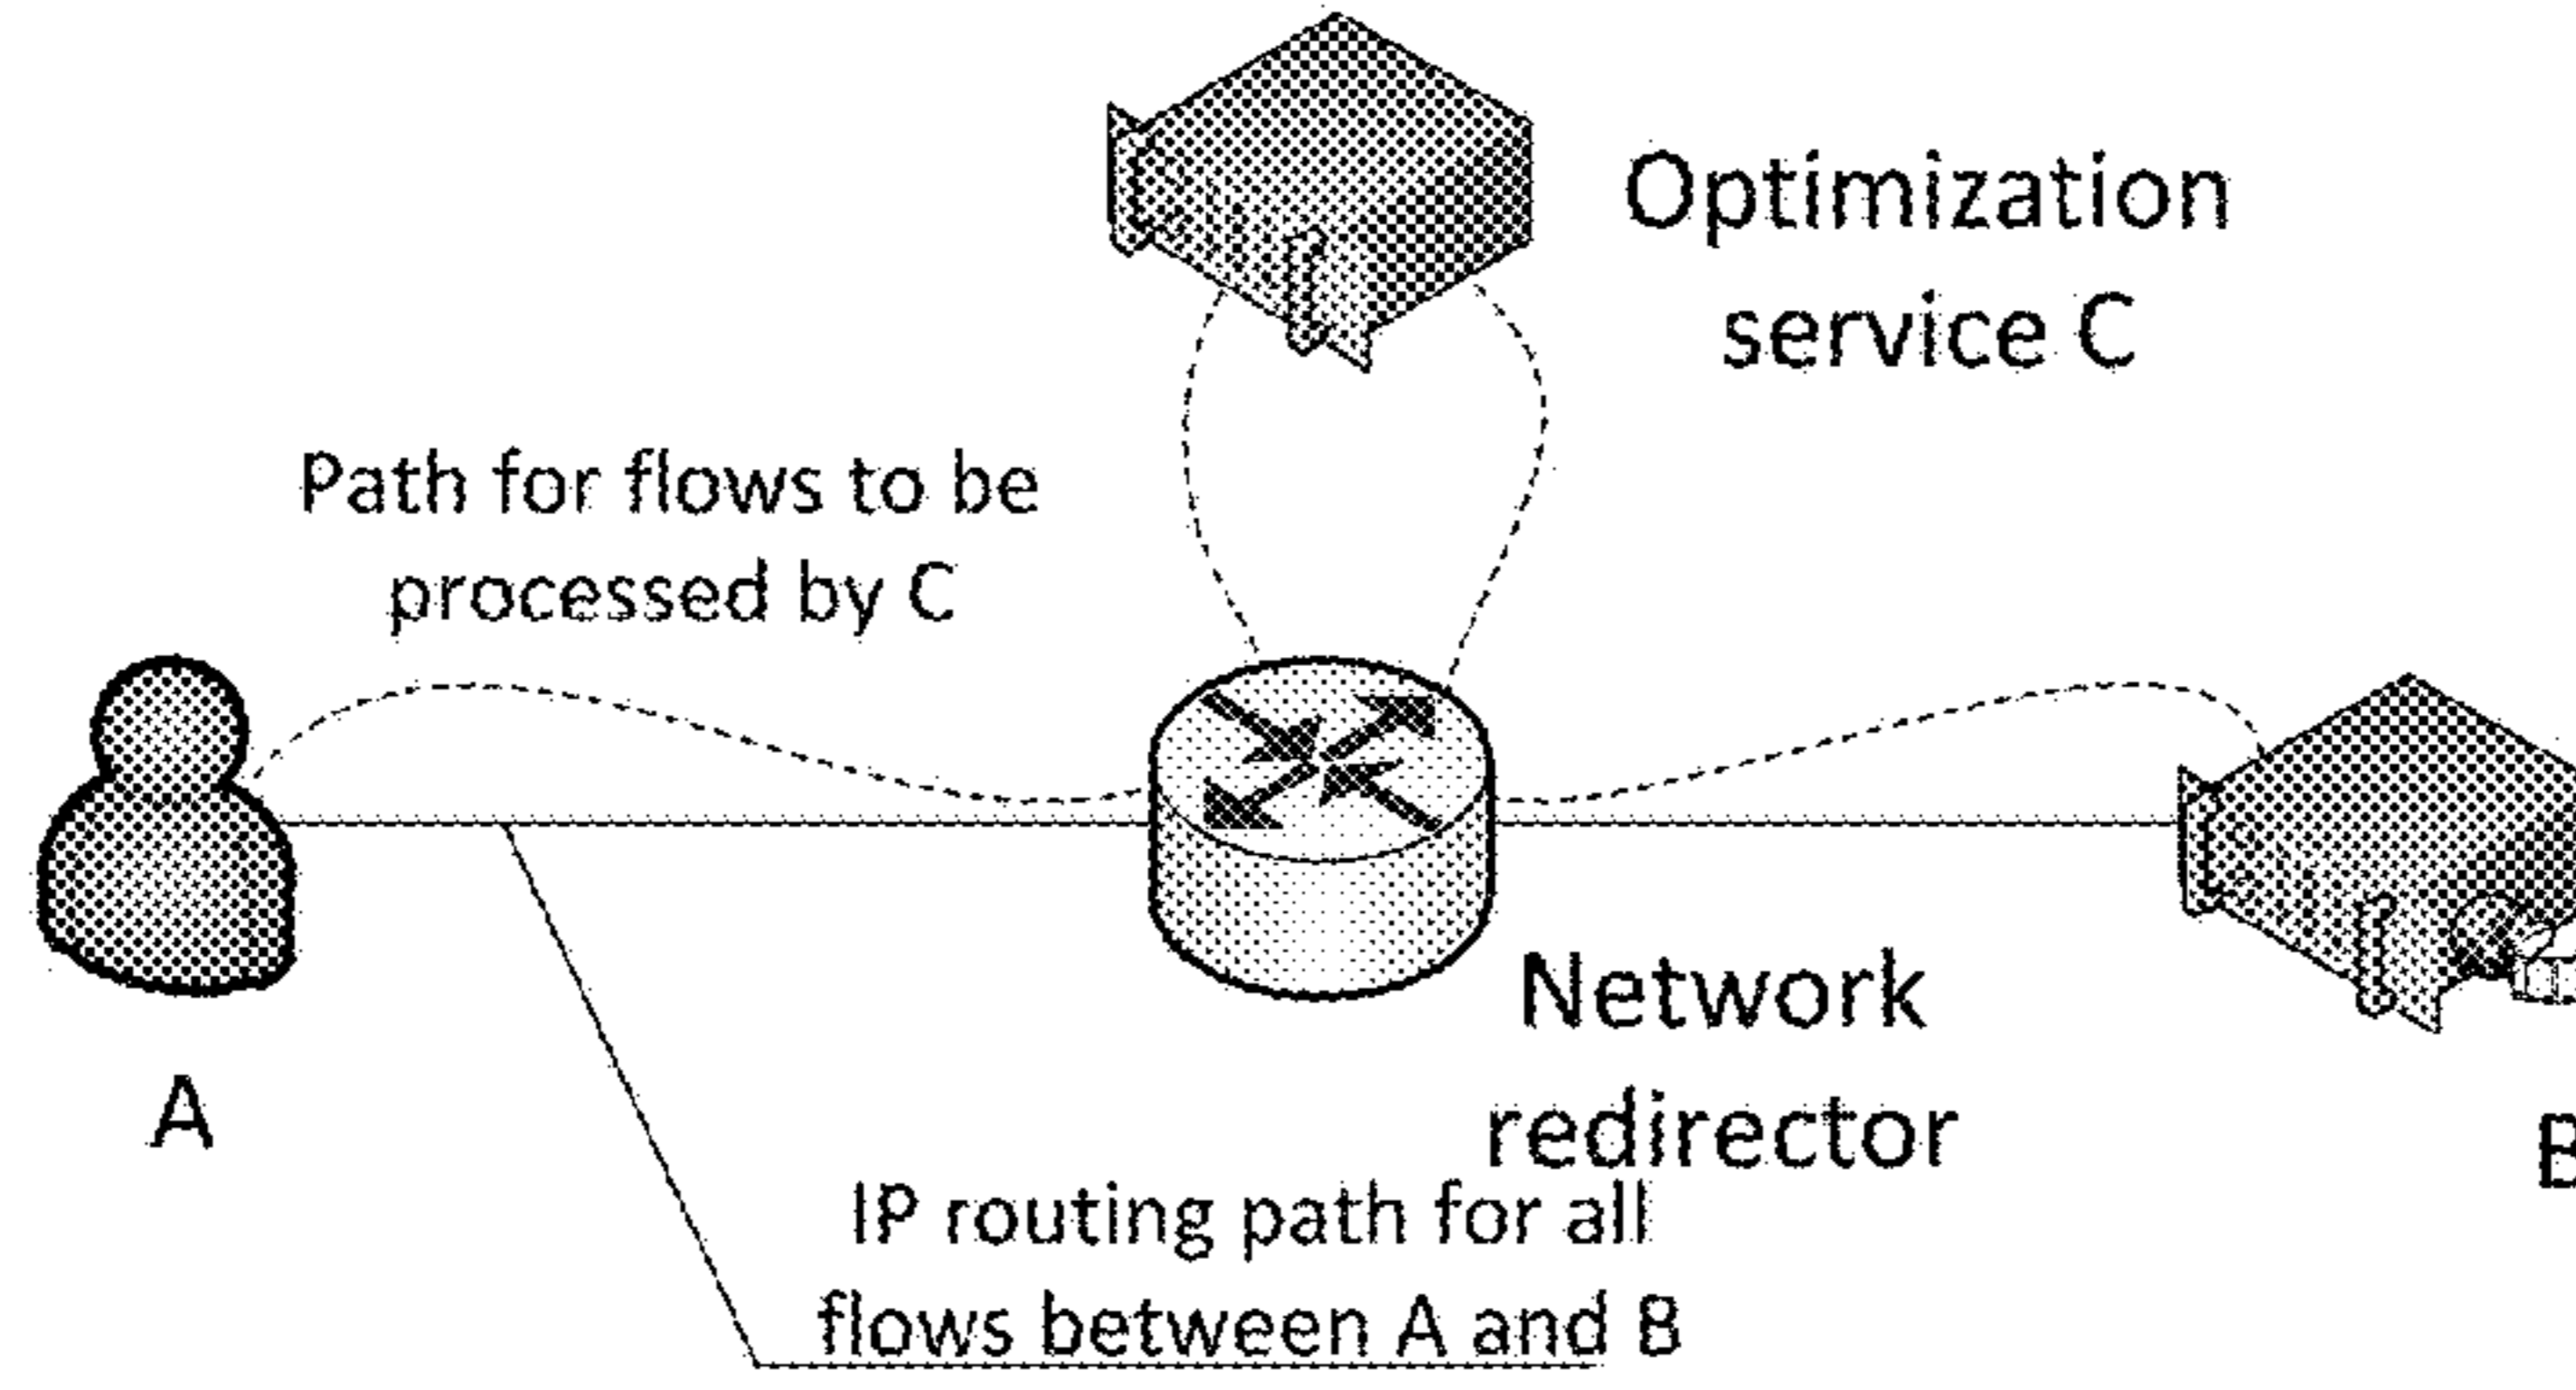 Optimization
service C
Path for flows to be
processed by C
A
Network
redirector
B
IP routing path for all
flows between A and B